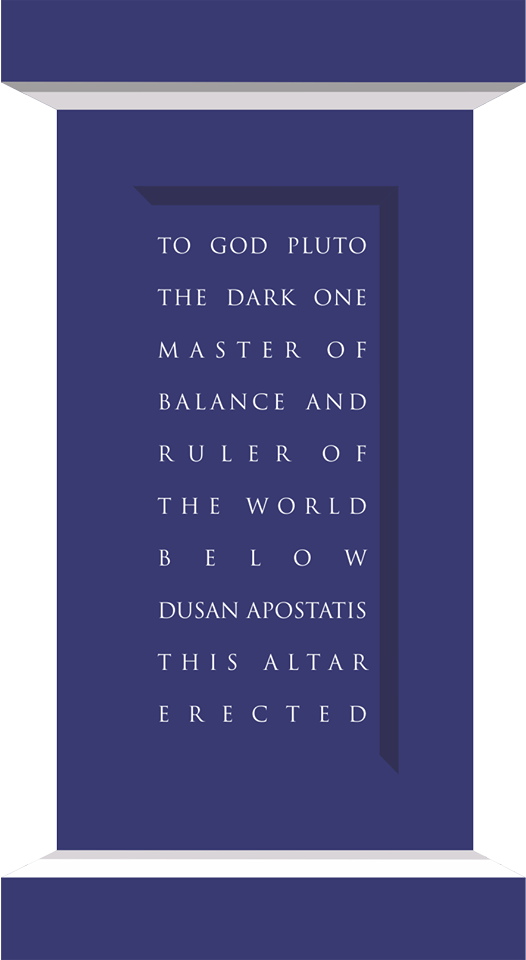 TO GOD PLUTO
THE DARK ONE
MASTER OF
BALANCE AND
RULER OF
THE WORLD
BELOW
DUSAN APOSTATIS
THIS ALTAR
ERECTED